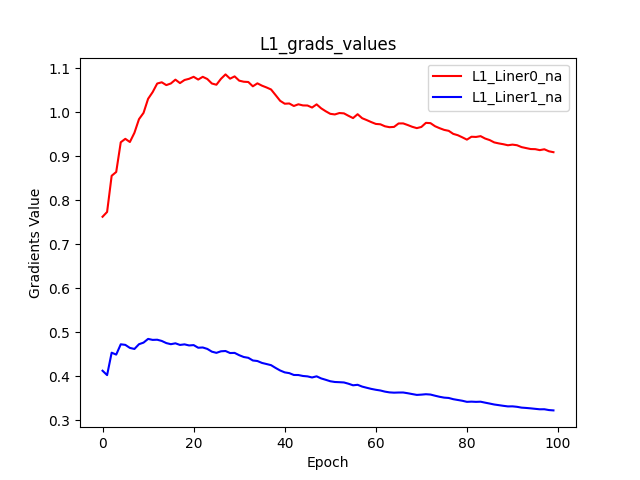 L1_grads_values
L1_Liner0_na
L1_Liner1_na
Gradients Value
1.1
1.0
0.9
0.8
0.7
0.6
0.5
0.4
0.3
0 20 40 60 80 100
Epoch